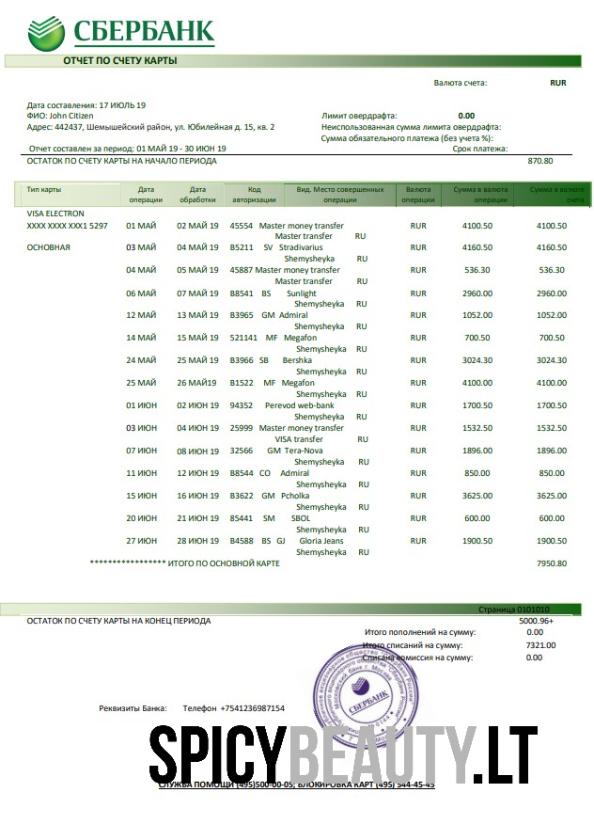 СБЕРБАНК
ОТЧЕТ ПО СЧЕТУ КАРТЫ
Валюта счета: RUR
Дата составления: 17 ИЮЛЬ 19
ФИО: John Citizen Лимит овердрафта: 0.00
Адрес: 442437, Шемышейский район, ул. Юбилейная д. 15, кв. 2 Неиспользованная сумма лимита овердрафта:
Сумма обязательного платежа (без учета %):
Отчет составлен за период: 01 МАЙ 19 - 30 ИЮН 19 Срок платежа:
ОСТАТОК ПО СЧЕТУ КАРТЫ НА НАЧАЛО ПЕРИОДА 870.80
Тип карты Дата Дата Код Вид. Место совершенных Валюта Сумма в валюта Сумма в валюта
операции обработки авторизации операции операции операции счета
VISA ELECTRON
XXXX XXXX XXX1 5297 01 МАЙ 02 МАЙ 19 45554 Master money transfer RUR 4100.50 4100.50
Master transfer RU
ОСНОВНАЯ 03 МАЙ 04 МАЙ 19 B5211 SV Stradivarius RUR 4160.50 4160.50
Shemysheyka RU
04 МАЙ 05 МАЙ 19 45887 Master money transfer RUR 536.30 536.30
Master transfer RU
06 МАЙ 07 МАЙ 19 B8541 BS Sunlight RUR 2960.00 2960.00
Shemysheyka RU
12 МАЙ 13 МАЙ 19 B3965 GM Admiral RUR 1052.00 1052.00
Shemysheyka RU
14 МАЙ 15 МАЙ 19 521141 MF Megafon RUR 700.50 700.50
Shemysheyka RU
24 МАЙ 25 МАЙ 19 B3966 SB Bershka RUR 3024.30 3024.30
Shemysheyka RU
25 МАЙ 26 МАЙ19 B1522 MF Megafon RUR 4100.00 4100.00
Shemysheyka RU
01 ИЮН 02 ИЮН 19 94352 Perevod web-bank RUR 1700.50 1700.50
Shemysheyka RU
03 ИЮН 04 ИЮН 19 25999 Master money transfer RUR 1532.50 1532.50
VISA transfer RU
07 ИЮН 08 ИЮН 19 32566 GM Tera-Nova RUR 1896.00 1896.00
Shemysheyka RU
11 ИЮН 12 ИЮН 19 B8544 CO Admiral RUR 850.00 850.00
Shemysheyka RU
15 ИЮН 16 ИЮН 19 B3622 GM Pcholka RUR 3625.00 3625.00
Shemysheyka RU
20 ИЮН 21 ИЮН 19 85441 SM SBOL RUR 600.00 600.00
Shemysheyka RU
27 ИЮН 28 ИЮН 19 B4588 BS GJ Gloria Jeans RUR 1900.50 1900.50
Shemysheyka RU
***************** ИТОГО ПО ОСНОВНОЙ КАРТЕ 7950.80
Страница 0101010
ОСТАТОК ПО СЧЕТУ КАРТЫ НА КОНЕЦ ПЕРИОДА 5000.96+
Итого пополнений на сумму: 0.00
Итого списаний на сумму: 7321.00
Списана комиссия на сумму: 0.00
СБЕРБАНК
Реквизиты Банка: Телефон +7541236987154
SPICYBEAUTY.LT
СЛУЖБА ПОМОЩИ (495)500-00-05; БЛОКИРОВКА КАРТ (495) 544-45-45